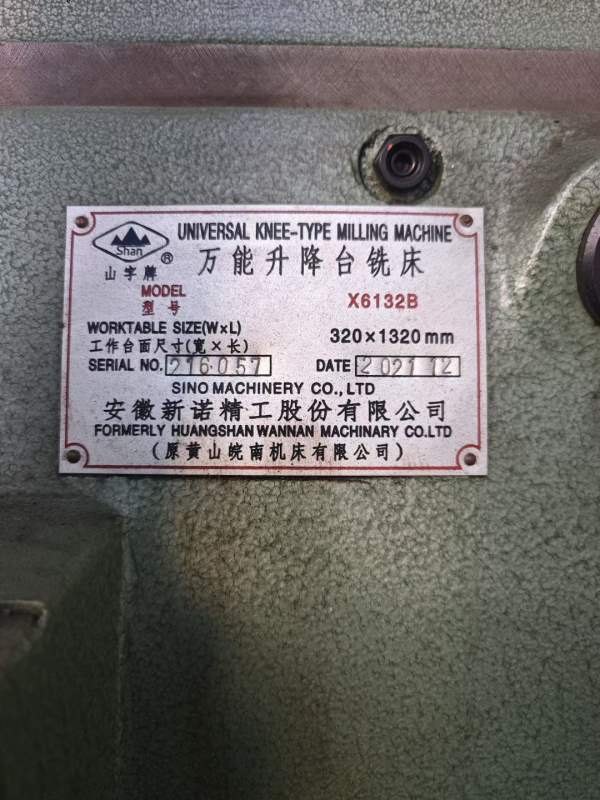 Shan
®
山字牌
UNIVERSAL KNEE-TYPE MILLING MACHINE
万能升降台铣床
MODEL
型号 X6132B
WORKTABLE SIZE(W×L)
工作台面尺寸(宽×长) 320×1320mm
SERIAL NO. 216057 DATE 2021 12
SINO MACHINERY CO.,LTD
安徽新诺精工股份有限公司
FORMERLY HUANGSHAN WANNAN MACHINARY CO.LTD
(原黄山皖南机床有限公司)